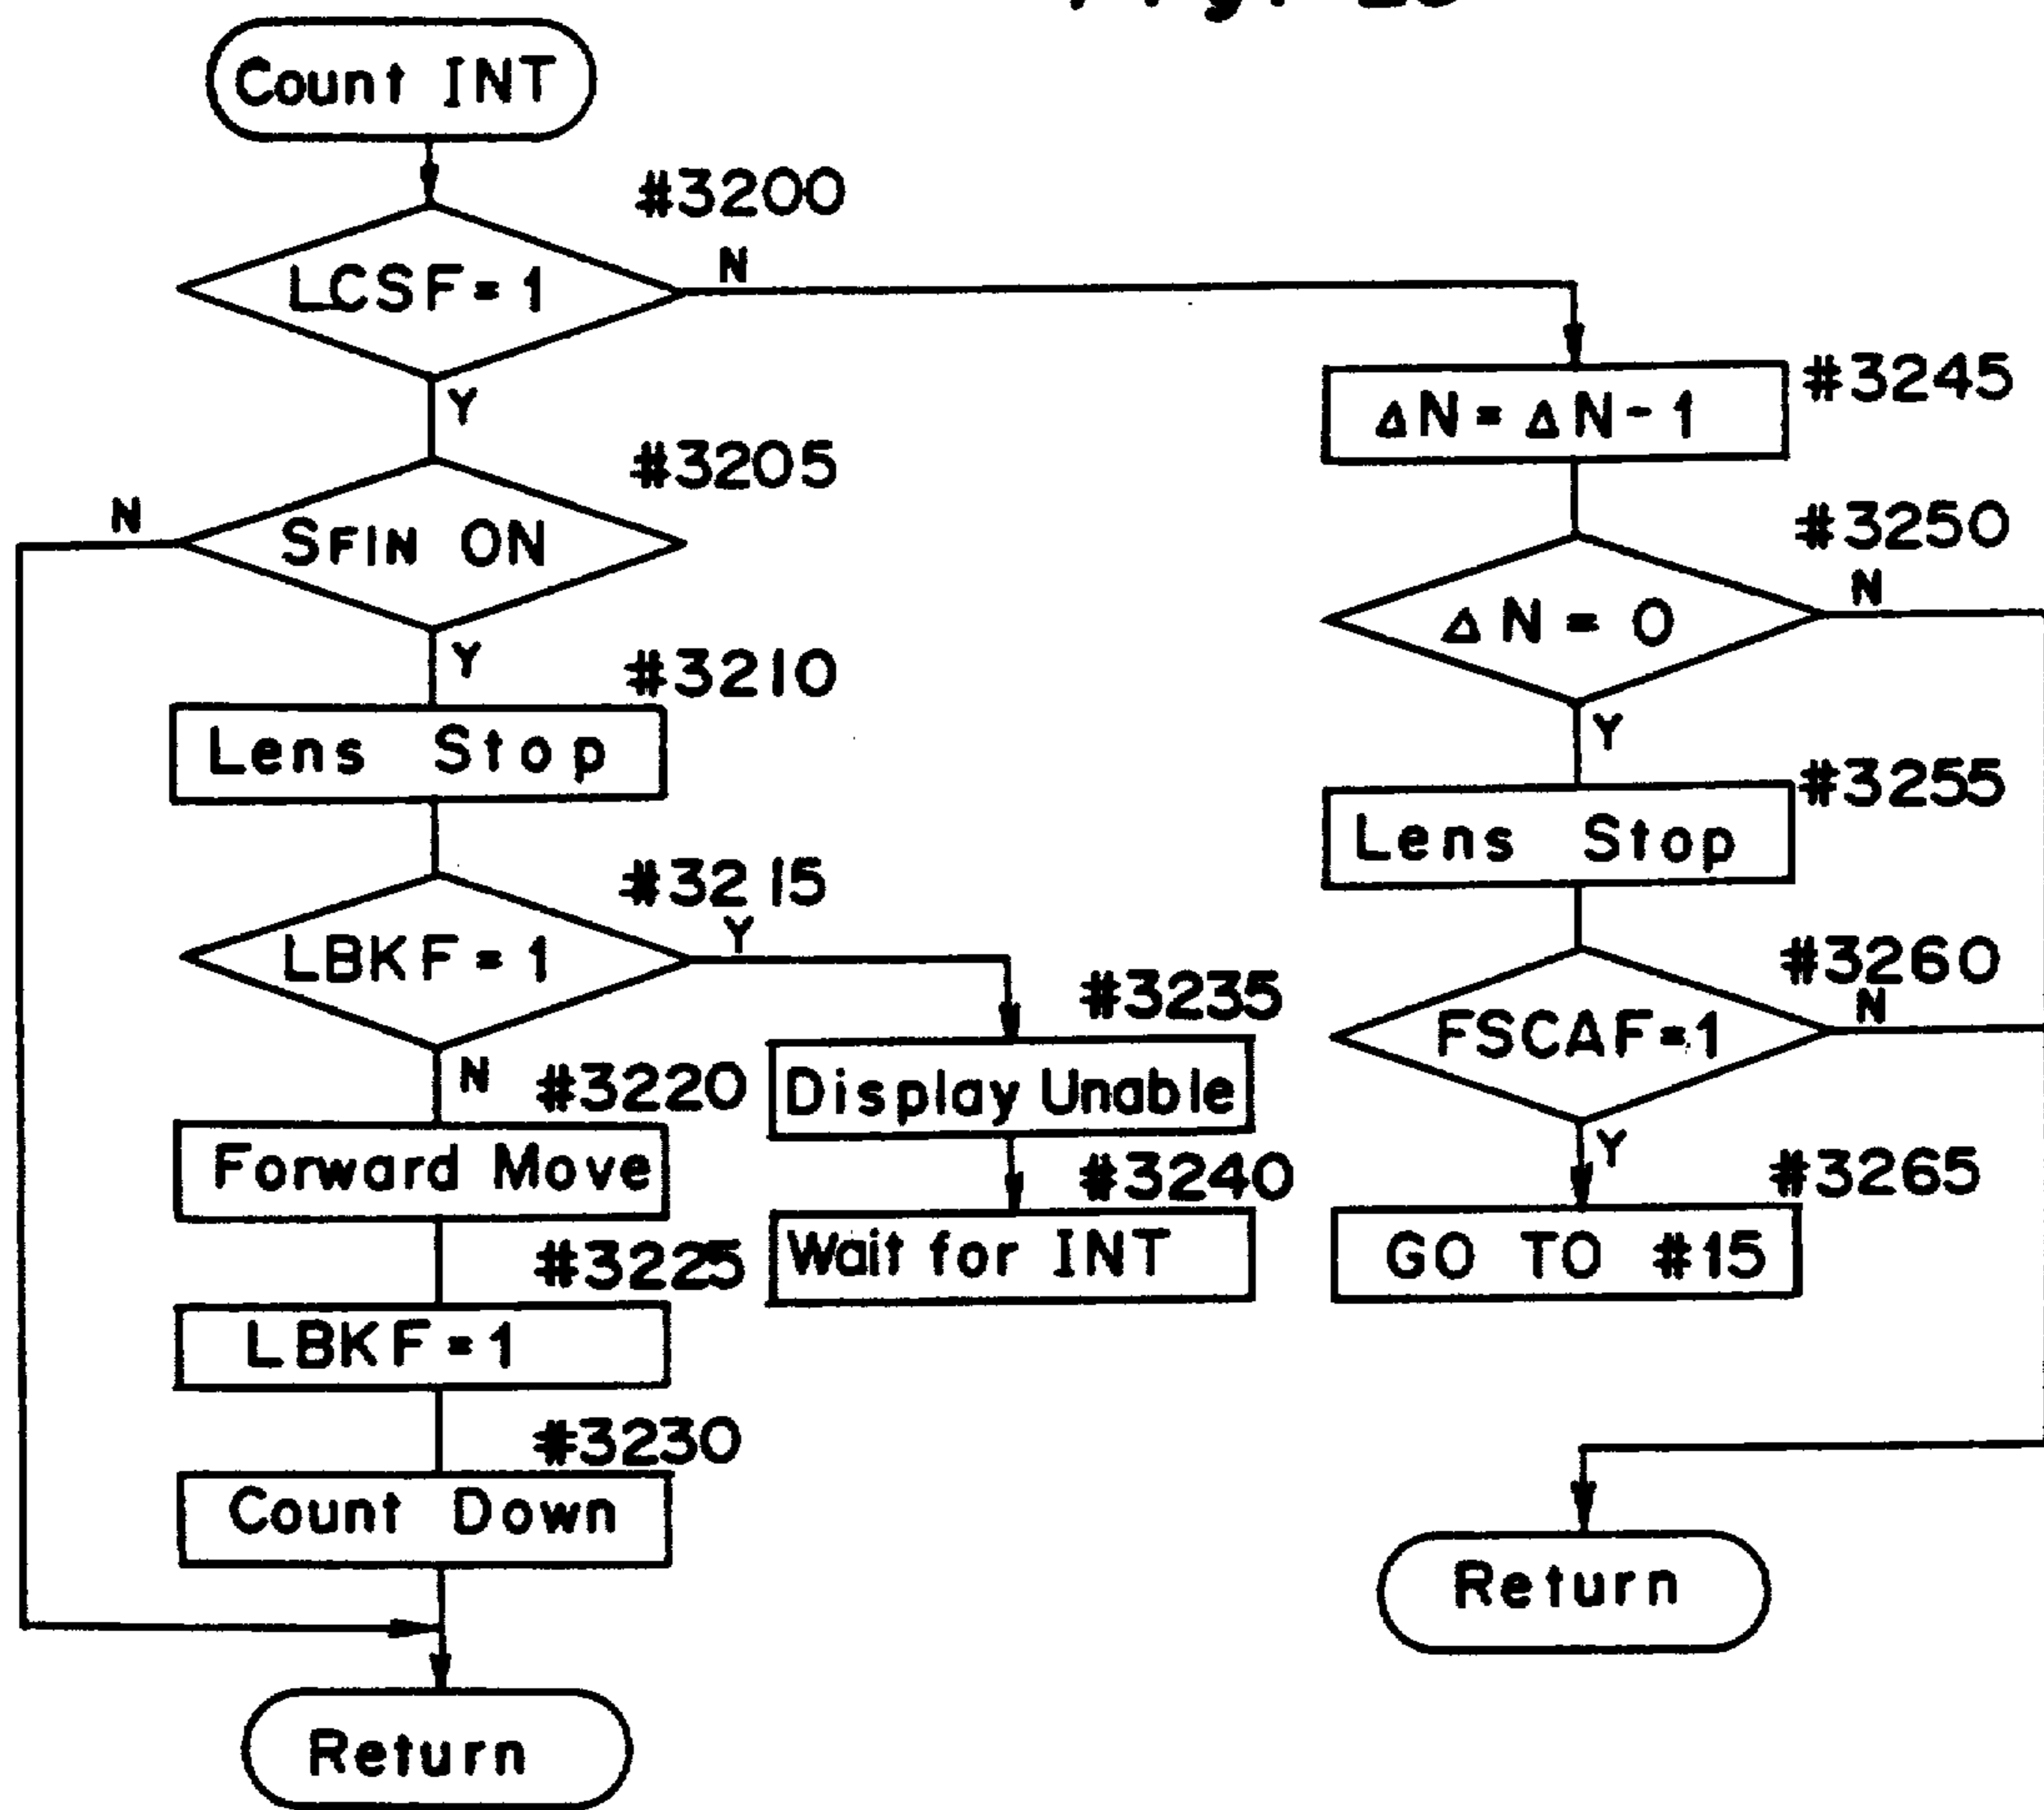 Count INT
#3200
LCSF=1
N
Y
#3205
N
SFIN ON
Y
#3210
Lens Stop
#3215
LBKF=1
Y
N
#3220
Forward Move
#3225
LBKF=1
#3230
Count Down
Return
#3235
Display Unable
#3240
Wait for INT
#3245
ΔN=ΔN-1
#3250
N
ΔN=0
Y
#3255
Lens Stop
#3260
N
FSCAF=1
Y
#3265
GO TO #15
Return